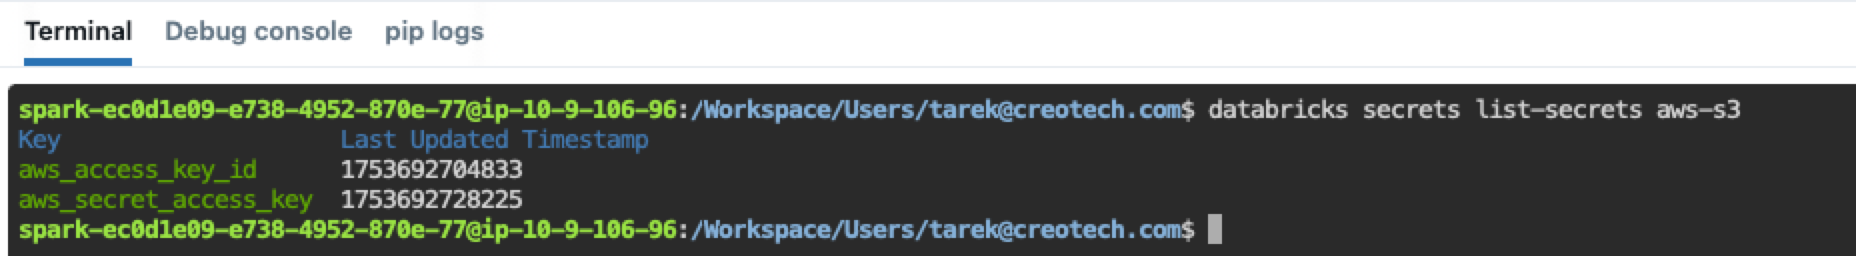 Terminal Debug console pip logs
spark-ec0d1e09-e738-4952-870e-77@ip-10-9-106-96:/Workspace/Users/tarek@creotech.com$ databricks secrets list-secrets aws-s3
Key Last Updated Timestamp
aws_access_key_id 1753692704833
aws_secret_access_key 1753692728225
spark-ec0d1e09-e738-4952-870e-77@ip-10-9-106-96:/Workspace/Users/tarek@creotech.com$